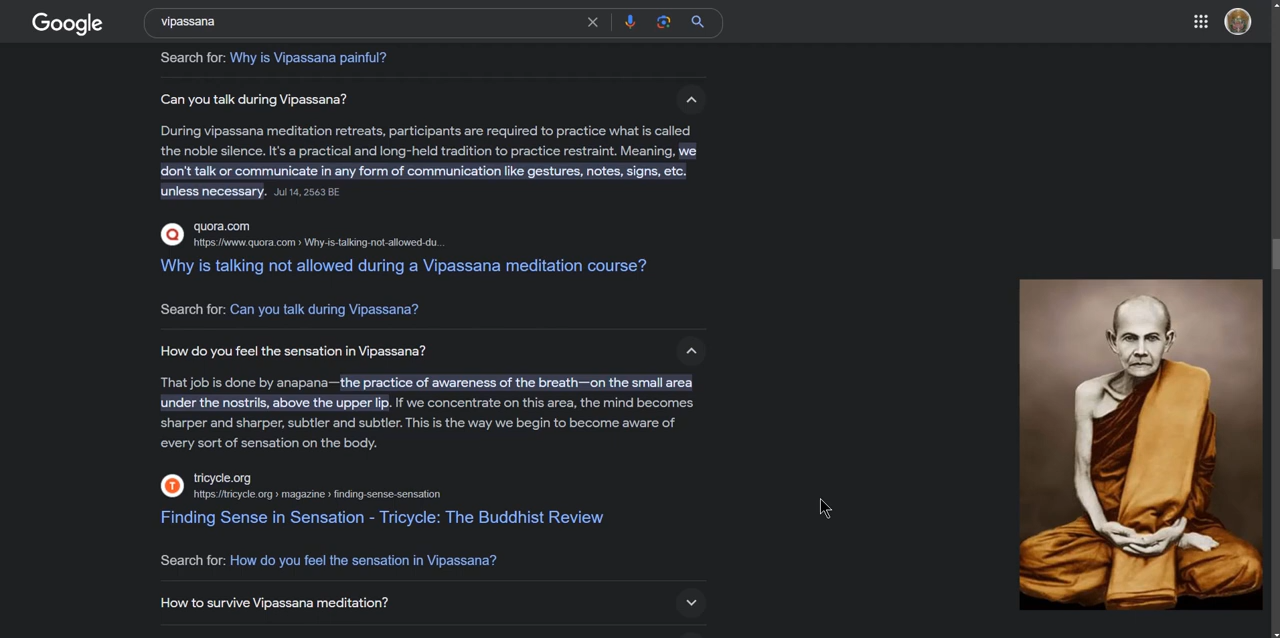 Google
vipassana
Search for: Why is Vipassana painful?
Can you talk during Vipassana?
During vipassana meditation retreats, participants are required to practice what is called
the noble silence. It's a practical and long-held tradition to practice restraint. Meaning, we
don't talk or communicate in any form of communication like gestures, notes, signs, etc.
unless necessary. Jul 14, 2563 BE
quora.com
https://www.quora.com › Why-is-talking-not-allowed-du...
Why is talking not allowed during a Vipassana meditation course?
Search for: Can you talk during Vipassana?
How do you feel the sensation in Vipassana?
That job is done by anapana—the practice of awareness of the breath—on the small area
under the nostrils, above the upper lip. If we concentrate on this area, the mind becomes
sharper and sharper, subtler and subtler. This is the way we begin to become aware of
every sort of sensation on the body.
tricycle.org
https://tricycle.org › magazine › finding-sense-sensation
Finding Sense in Sensation - Tricycle: The Buddhist Review
Search for: How do you feel the sensation in Vipassana?
How to survive Vipassana meditation?